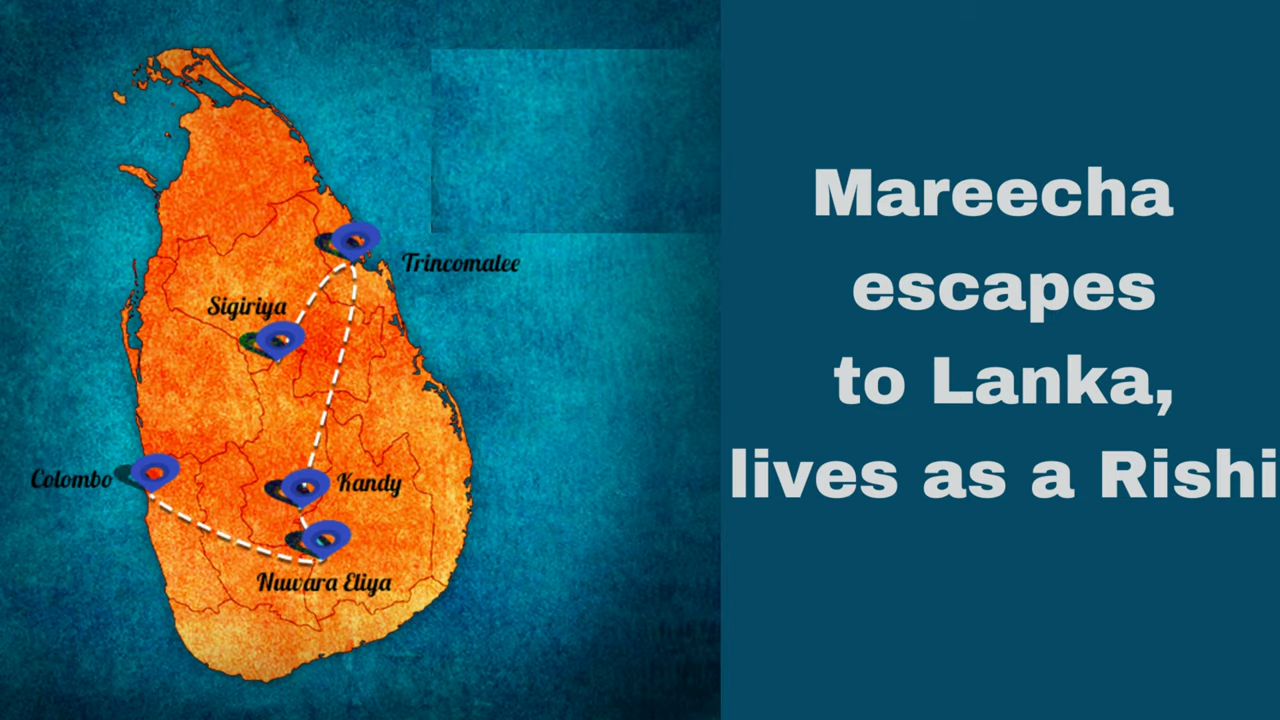 Trincomalee
Sigiriya
Colombo
Kandy
Nuwara Eliya
Mareecha
escapes
to Lanka,
lives as a Rishi